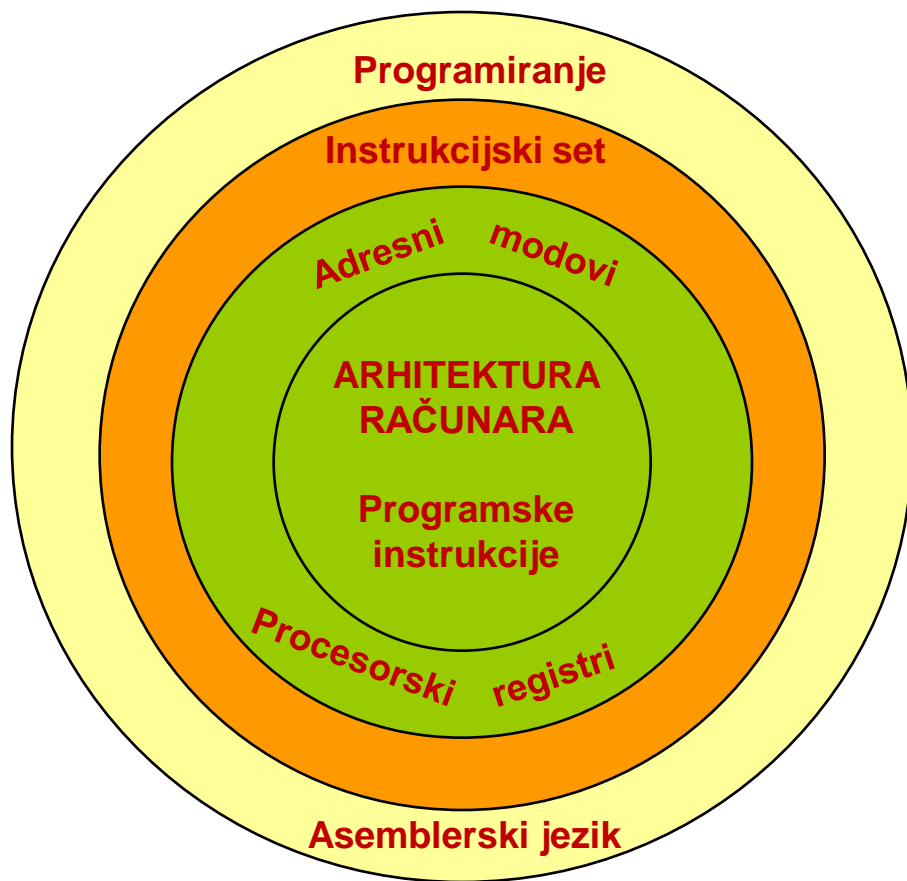 Programiranje
Instrukcijski set
Adresni modovi
ARHITEKTURA
RAČUNARA
Programske
instrukcije
Procesorski registri
Asemblerski jezik